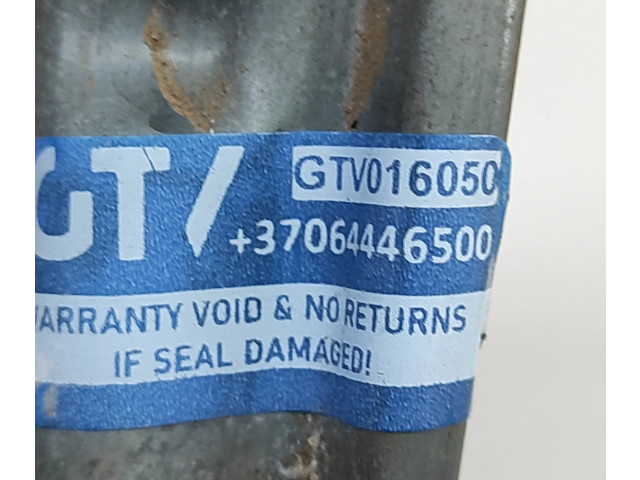 GTV
GTV016050
+37064446500
WARRANTY VOID & NO RETURNS
IF SEAL DAMAGED!